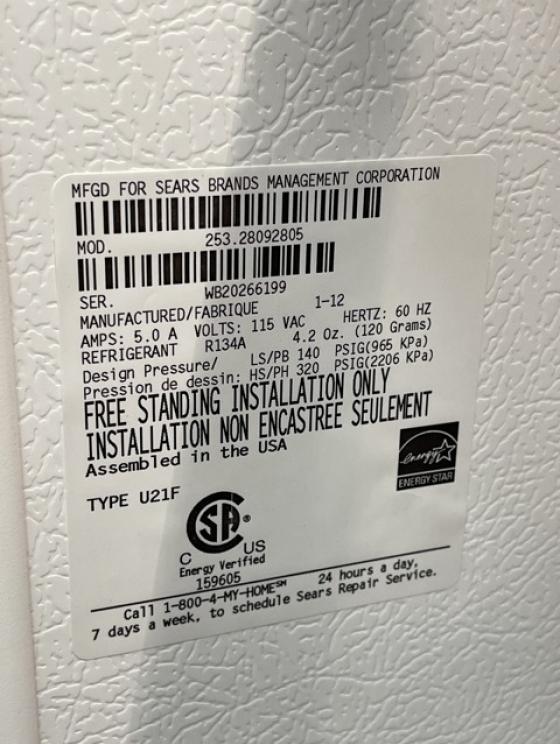 MFGD FOR SEARS BRANDS MANAGEMENT CORPORATION
MOD. 253.28092805
SER. WB20266199
MANUFACTURED/FABRIQUE 1-12
AMPS: 5.0 A VOLTS: 115 VAC HERTZ: 60 HZ
REFRIGERANT R134A 4.2 Oz. (120 Grams)
Design Pressure/ LS/PB 140 PSIG(965 KPa)
Pression de dessin: HS/PH 320 PSIG(2206 KPa)
FREE STANDING INSTALLATION ONLY
INSTALLATION NON ENCASTREE SEULEMENT
Assembled in the USA
energy
ENERGY STAR
TYPE U21F
SA®
C US
Energy Verified
159605
Call 1-800-4-MY-HOME℠ 24 hours a day,
7 days a week, to schedule Sears Repair Service.